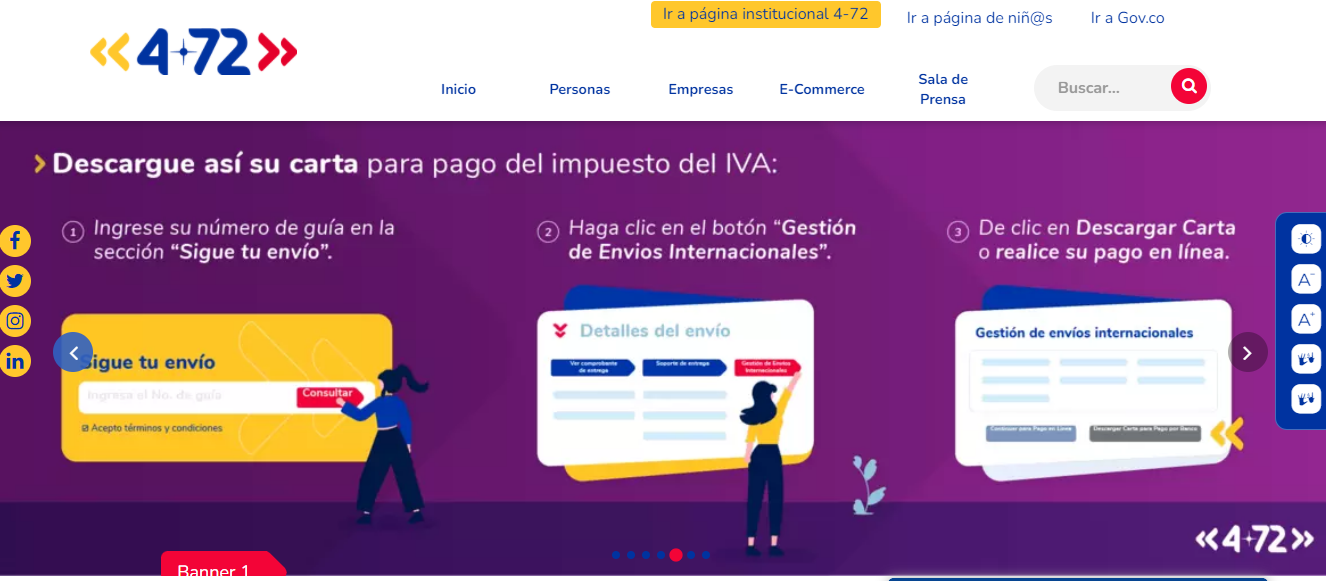 Ir a página institucional 4-72
Ir a página de niñ@s
Ir a Gov.co
4-72
Inicio
Personas
Empresas
E-Commerce
Sala de
Prensa
Buscar...
Descargue así su carta para pago del impuesto del IVA:
1 Ingrese su número de guía en la
sección “Sigue tu envío”.
2 Haga clic en el botón “Gestión
de Envios Internacionales”.
3 De clic en Descargar Carta
o realice su pago en línea.
Sigue tu envío
Ingresa el No. de guía
Consultar
Acepto términos y condiciones
Detalles del envío
Ver comprobante
de entrega
Soporte de entrega
Gestión de Envíos
Internacionales
Gestión de envíos internacionales
Continuar para Pago en Línea
Descargar Carta para Pago por Banco
A-
A+
4-72
Banner 1